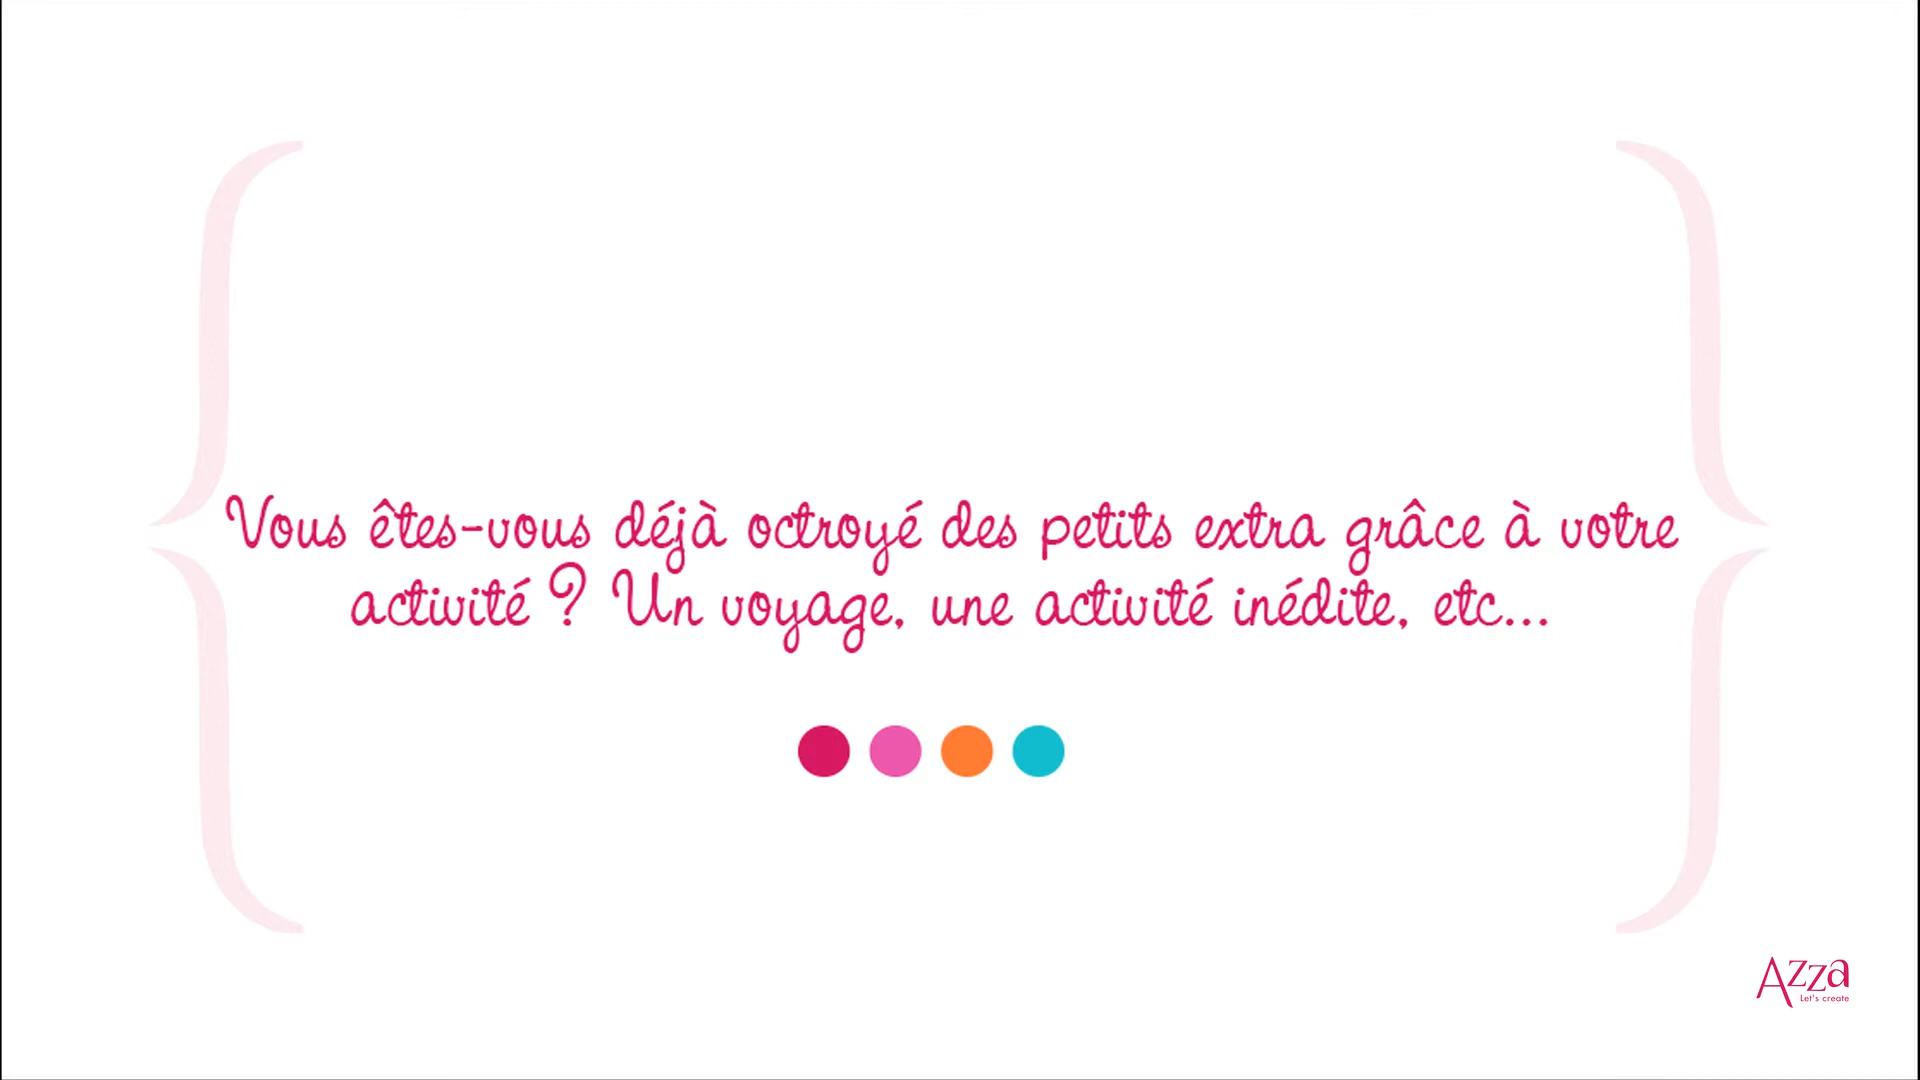 Vous êtes-vous déjà octroyé des petits extra grâce à votre
activité ? Un voyage, une activité inédite, etc...
Azza
Let's create